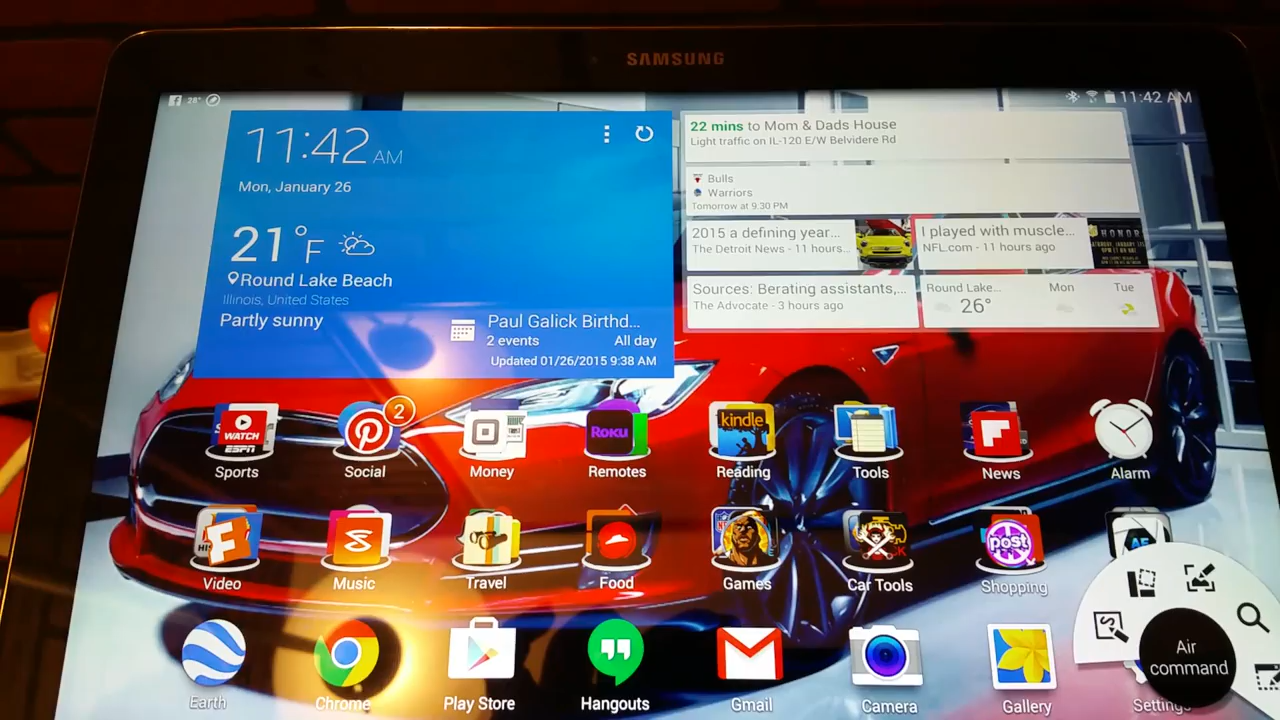 SAMSUNG
28°
11:42 AM
11:42 AM
Mon, January 26
21°F
Round Lake Beach
Illinois, United States
Partly sunny
Paul Galick Birthd...
2 events All day
Updated 01/26/2015 9:38 AM
22 mins to Mom & Dads House
Light traffic on IL-120 E/W Belvidere Rd
Bulls
Warriors
Tomorrow at 9:30 PM
2015 a defining year...
The Detroit News - 11 hours...
I played with muscle...
NFL.com - 11 hours ago
HONOR
Sources: Berating assistants,...
The Advocate - 3 hours ago
Round Lake... Mon Tue
26°
WATCH
ESPN
2
Roku
kindle
Sports Social Money Remotes Reading Tools News Alarm
HIS
post
Video Music Travel Food Games Car Tools Shopping
Air
command
Earth Chrome Play Store Hangouts Gmail Camera Gallery Settings